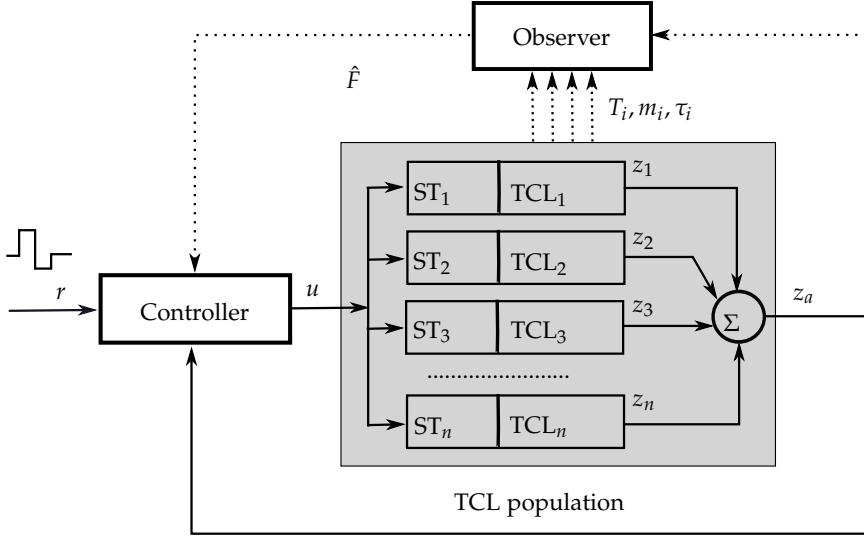 Observer
F̂
T_i, m_i, τ_i
ST_1 TCL_1 z_1
ST_2 TCL_2 z_2
r
Controller
u
ST_3 TCL_3 z_3
Σ
z_a
ST_n TCL_n z_n
TCL population